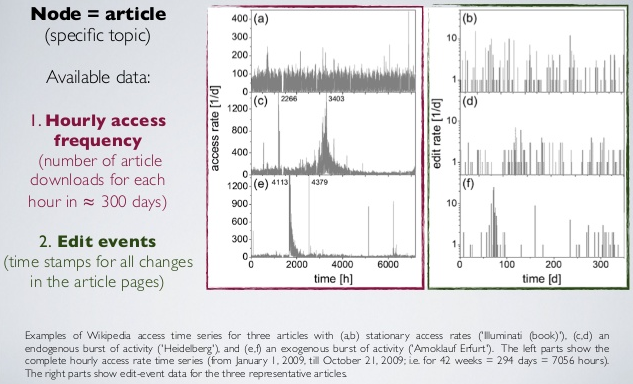 Node = article
(specific topic)
Available data:
1. Hourly access
frequency
(number of article
downloads for each
hour in ≈ 300 days)
2. Edit events
(time stamps for all changes
in the article pages)
(a)
400
300
200
100
0
(c)
2266
3403
1200
900
600
300
0
(e)
4113
4379
1200
900
600
300
0
access rate [1/d]
0 2000 4000 6000
time [h]
(b)
10
1
(d)
10
1
(f)
10
1
edit rate [1/d]
0 100 200 300
time [d]
Examples of Wikipedia access time series for three articles with (a,b) stationary access rates ('Illuminati (book)'), (c,d) an
endogenous burst of activity ('Heidelberg'), and (e,f) an exogenous burst of activity ('Amoklauf Erfurt'). The left parts show the
complete hourly access rate time series (from January 1, 2009, till October 21, 2009; i.e. for 42 weeks = 294 days = 7056 hours).
The right parts show edit-event data for the three representative articles.